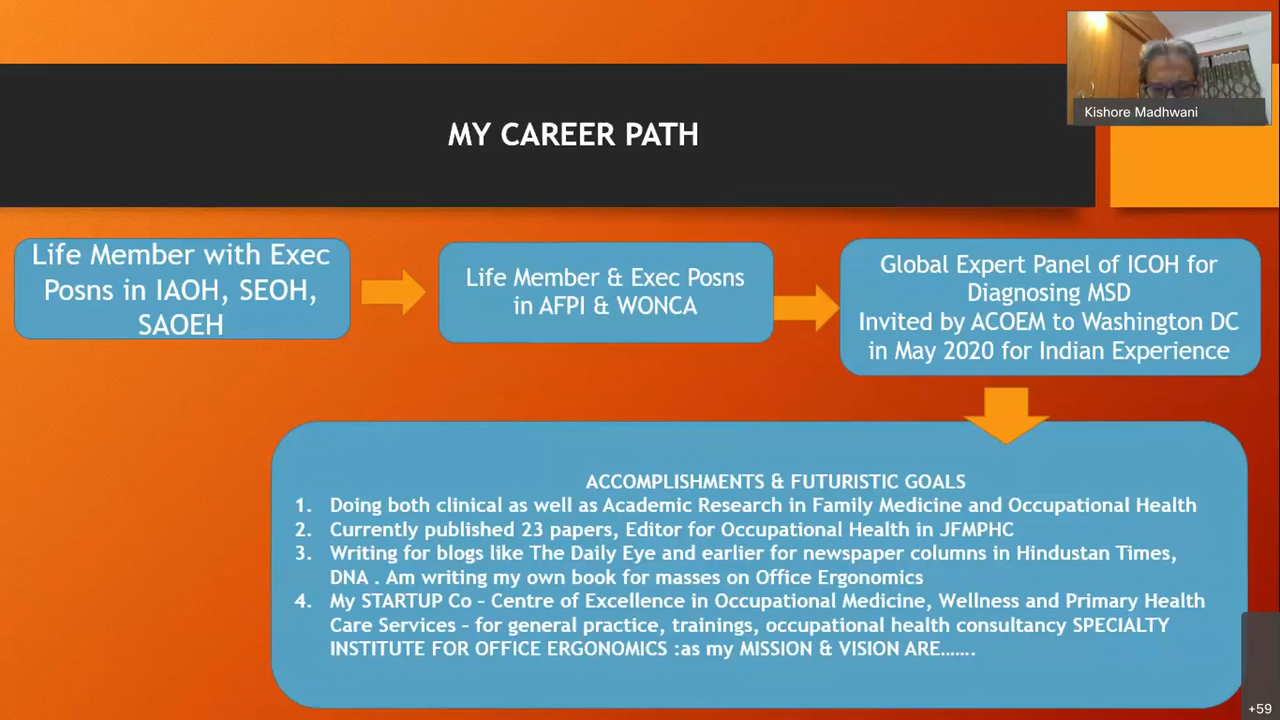 Kishore Madhwani
MY CAREER PATH
Life Member with Exec
Posns in IAOH, SEOH,
SAOEH
Life Member & Exec Posns
in AFPI & WONCA
Global Expert Panel of ICOH for
Diagnosing MSD
Invited by ACOEM to Washington DC
in May 2020 for Indian Experience
ACCOMPLISHMENTS & FUTURISTIC GOALS
1. Doing both clinical as well as Academic Research in Family Medicine and Occupational Health
2. Currently published 23 papers, Editor for Occupational Health in JFMPHC
3. Writing for blogs like The Daily Eye and earlier for newspaper columns in Hindustan Times,
DNA . Am writing my own book for masses on Office Ergonomics
4. My STARTUP Co – Centre of Excellence in Occupational Medicine, Wellness and Primary Health
Care Services – for general practice, trainings, occupational health consultancy SPECIALTY
INSTITUTE FOR OFFICE ERGONOMICS :as my MISSION & VISION ARE…….
+59